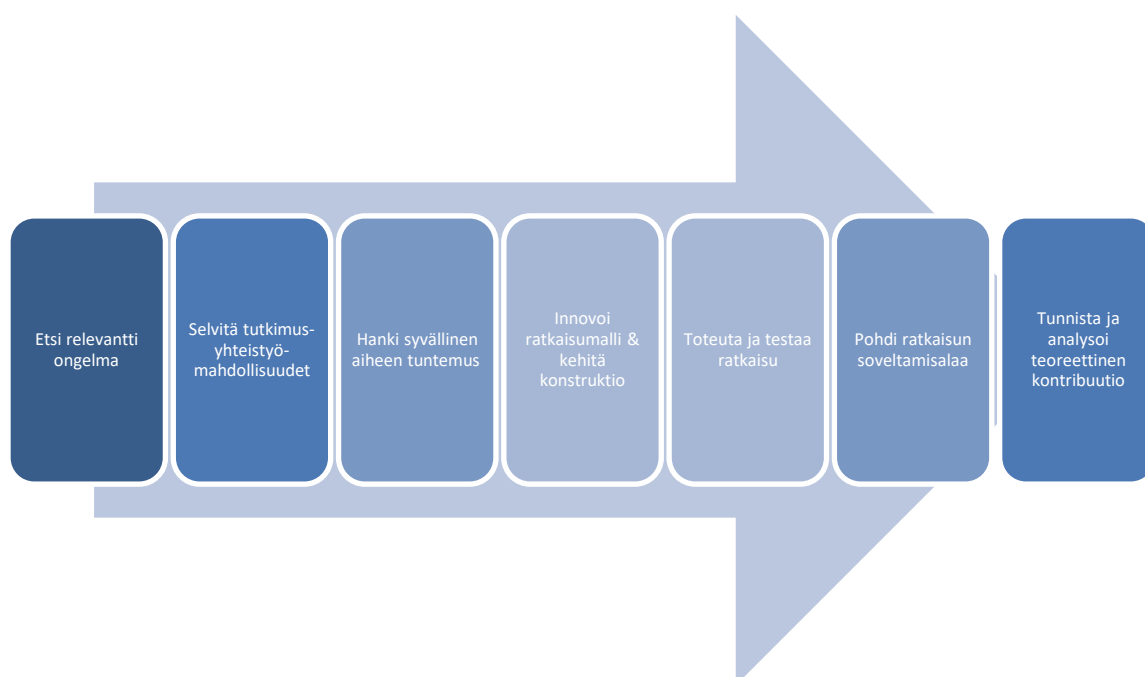 Etsi relevantti
ongelma
Selvitä tutkimus-
yhteistyö-
mahdollisuudet
Hanki syvällinen
aiheen tuntemus
Innovoi
ratkaisumalli &
kehitä
konstruktio
Toteuta ja testaa
ratkaisu
Pohdi ratkaisun
soveltamisalaa
Tunnista ja
analysoi
teoreettinen
kontribuutio